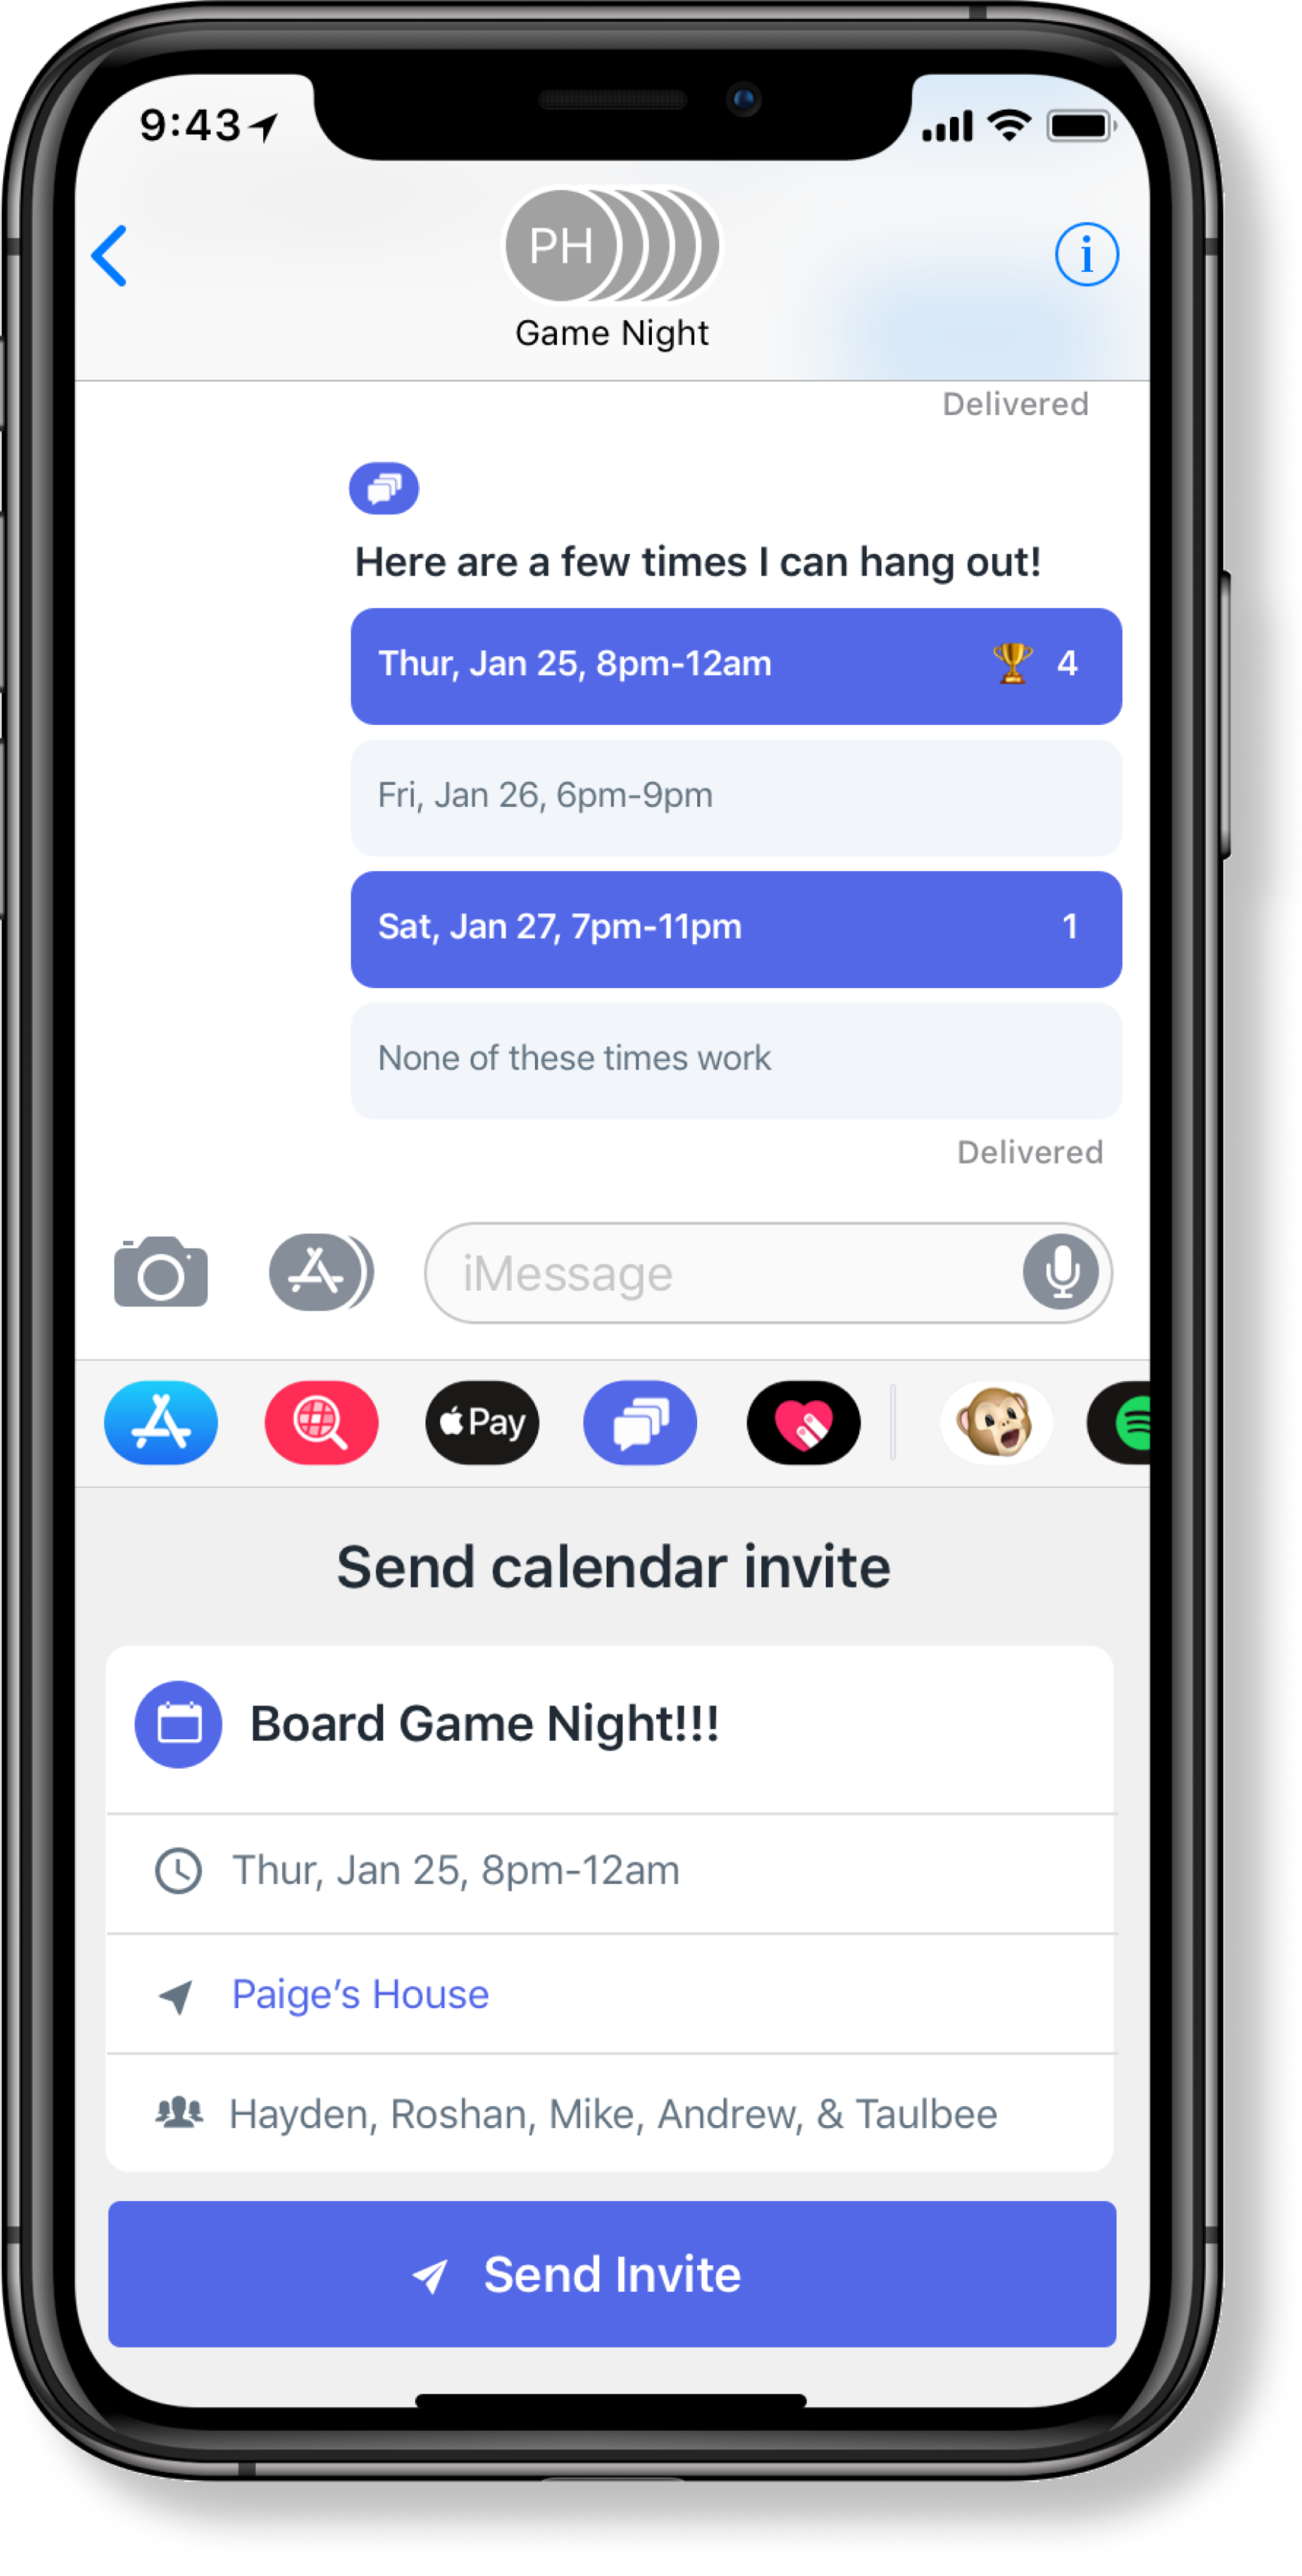 9:43
PH
Game Night
Delivered
Here are a few times I can hang out!
Thur, Jan 25, 8pm-12am 🏆 4
Fri, Jan 26, 6pm-9pm
Sat, Jan 27, 7pm-11pm 1
None of these times work
Delivered
iMessage
Pay
Send calendar invite
Board Game Night!!!
Thur, Jan 25, 8pm-12am
Paige’s House
Hayden, Roshan, Mike, Andrew, & Taulbee
Send Invite